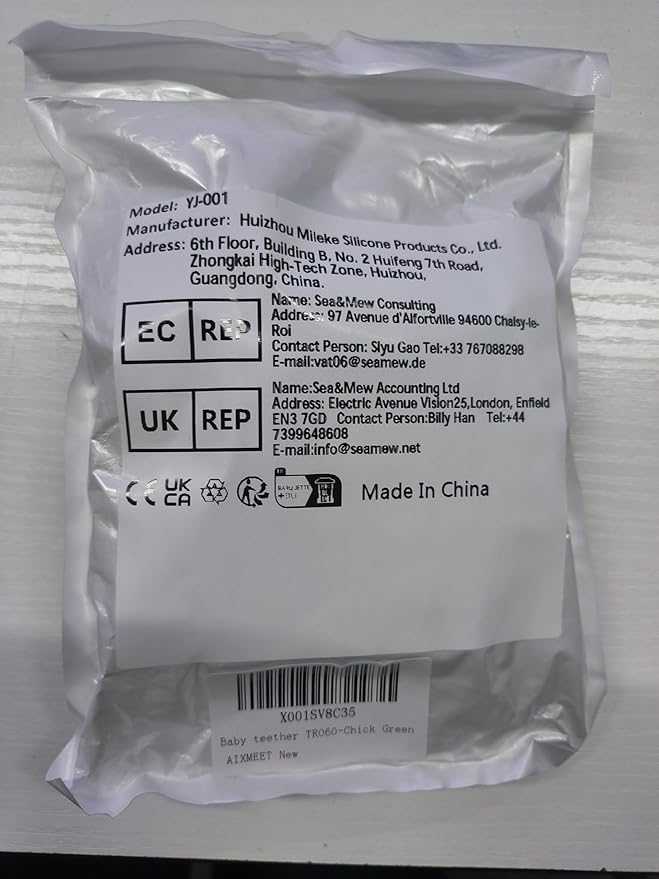 Model: YJ-001
Manufacturer: Huizhou Mileke Silicone Products Co., Ltd.
Address: 6th Floor, Building B, No. 2 Huifeng 7th Road,
Zhongkai High-Tech Zone, Huizhou,
Guangdong, China.
EC REP
Name: Sea&Mew Consulting
Address: 97 Avenue d'Alfortville 94600 Chaisy-le-
Roi
Contact Person: Siyu Gao Tel:+33 767088298
E-mail:vat06@seamew.de
UK REP
Name:Sea&Mew Accounting Ltd
Address: Electric Avenue Vision25,London, Enfield
EN3 7GD Contact Person:Billy Han Tel:+44
7399648608
E-mail:info@seamew.net
CE UK
CA
FR
BARQUETTE
Made In China
X001SV8C35
Baby teether TR060-Chick Green
AIXMEET New